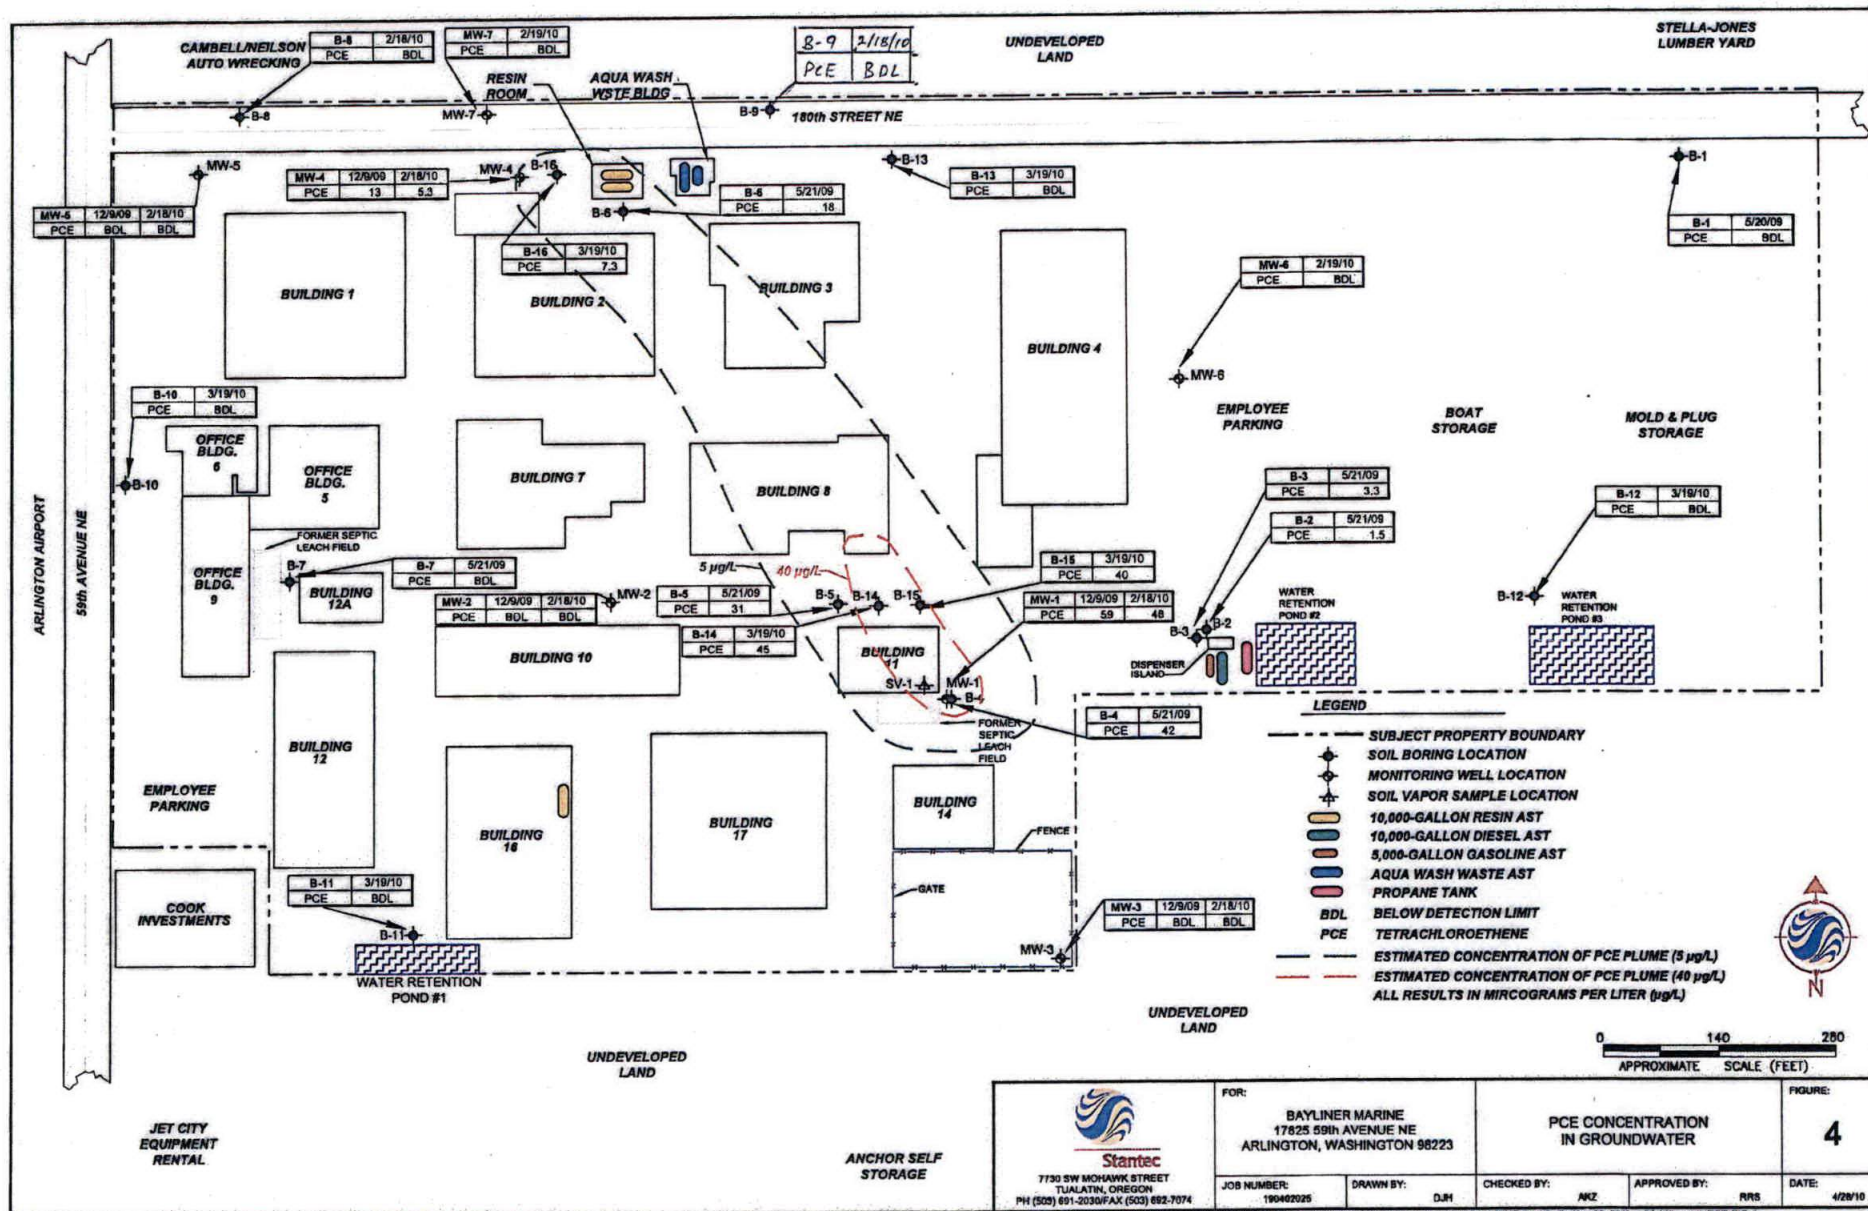 CAMBELL/NEILSON
AUTO WRECKING
B-8 2/18/10
PCE BDL
MW-7 2/19/10
PCE BDL
RESIN
ROOM
AQUA WASH
WSTE BLDG
B-9 2/18/10
PCE BDL
UNDEVELOPED
LAND
STELLA-JONES
LUMBER YARD
B-8
MW-7
B-9
180th STREET NE
MW-5
MW-4 12/9/09 2/18/10
PCE 13 5.3
MW-4
B-16
B-13
B-1
MW-5 12/9/09 2/18/10
PCE BDL BDL
B-6
B-6 5/21/09
PCE 18
B-13 3/19/10
PCE BDL
B-1 5/20/09
PCE BDL
B-16 3/19/10
PCE 7.3
BUILDING 1
BUILDING 2
BUILDING 3
BUILDING 4
MW-6 2/19/10
PCE BDL
MW-6
EMPLOYEE
PARKING
BOAT
STORAGE
MOLD & PLUG
STORAGE
B-10 3/19/10
PCE BDL
B-10
OFFICE
BLDG.
6
OFFICE
BLDG.
5
BUILDING 7
BUILDING 8
B-3 5/21/09
PCE 3.3
B-2 5/21/09
PCE 1.5
B-12 3/19/10
PCE BDL
ARLINGTON AIRPORT
59th AVENUE NE
FORMER SEPTIC
LEACH FIELD
OFFICE
BLDG.
9
B-7
BUILDING
12A
B-7 5/21/09
PCE BDL
5 µg/L
40 µg/L
B-15 3/19/10
PCE 40
MW-2 12/9/09 2/18/10
PCE BDL BDL
MW-2
B-5 5/21/09
PCE 31
B-5
B-14
B-15
MW-1 12/9/09 2/18/10
PCE 59 48
B-14 3/19/10
PCE 45
B-3
B-2
WATER
RETENTION
POND #2
B-12
WATER
RETENTION
POND #3
DISPENSER
ISLAND
BUILDING 10
BUILDING
11
SV-1
MW-1
B-4
B-4 5/21/09
PCE 42
FORMER
SEPTIC
LEACH
FIELD
BUILDING
12
EMPLOYEE
PARKING
BUILDING
16
BUILDING
17
BUILDING
14
FENCE
GATE
COOK
INVESTMENTS
B-11 3/19/10
PCE BDL
B-11
WATER RETENTION
POND #1
MW-3 12/9/09 2/18/10
PCE BDL BDL
MW-3
LEGEND
SUBJECT PROPERTY BOUNDARY
SOIL BORING LOCATION
MONITORING WELL LOCATION
SOIL VAPOR SAMPLE LOCATION
10,000-GALLON RESIN AST
10,000-GALLON DIESEL AST
5,000-GALLON GASOLINE AST
AQUA WASH WASTE AST
PROPANE TANK
BDL BELOW DETECTION LIMIT
PCE TETRACHLOROETHENE
ESTIMATED CONCENTRATION OF PCE PLUME (5 µg/L)
ESTIMATED CONCENTRATION OF PCE PLUME (40 µg/L)
ALL RESULTS IN MIRCOGRAMS PER LITER (µg/L)
N
UNDEVELOPED
LAND
UNDEVELOPED
LAND
0 140 280
APPROXIMATE SCALE (FEET)
JET CITY
EQUIPMENT
RENTAL
ANCHOR SELF
STORAGE
Stantec
7730 SW MOHAWK STREET
TUALATIN, OREGON
PH (503) 691-2030/FAX (503) 692-7074
FOR:
BAYLINER MARINE
17825 59th AVENUE NE
ARLINGTON, WASHINGTON 98223
PCE CONCENTRATION
IN GROUNDWATER
FIGURE:
4
JOB NUMBER: 190402025
DRAWN BY: DJH
CHECKED BY: AKZ
APPROVED BY: RRS
DATE: 4/28/10